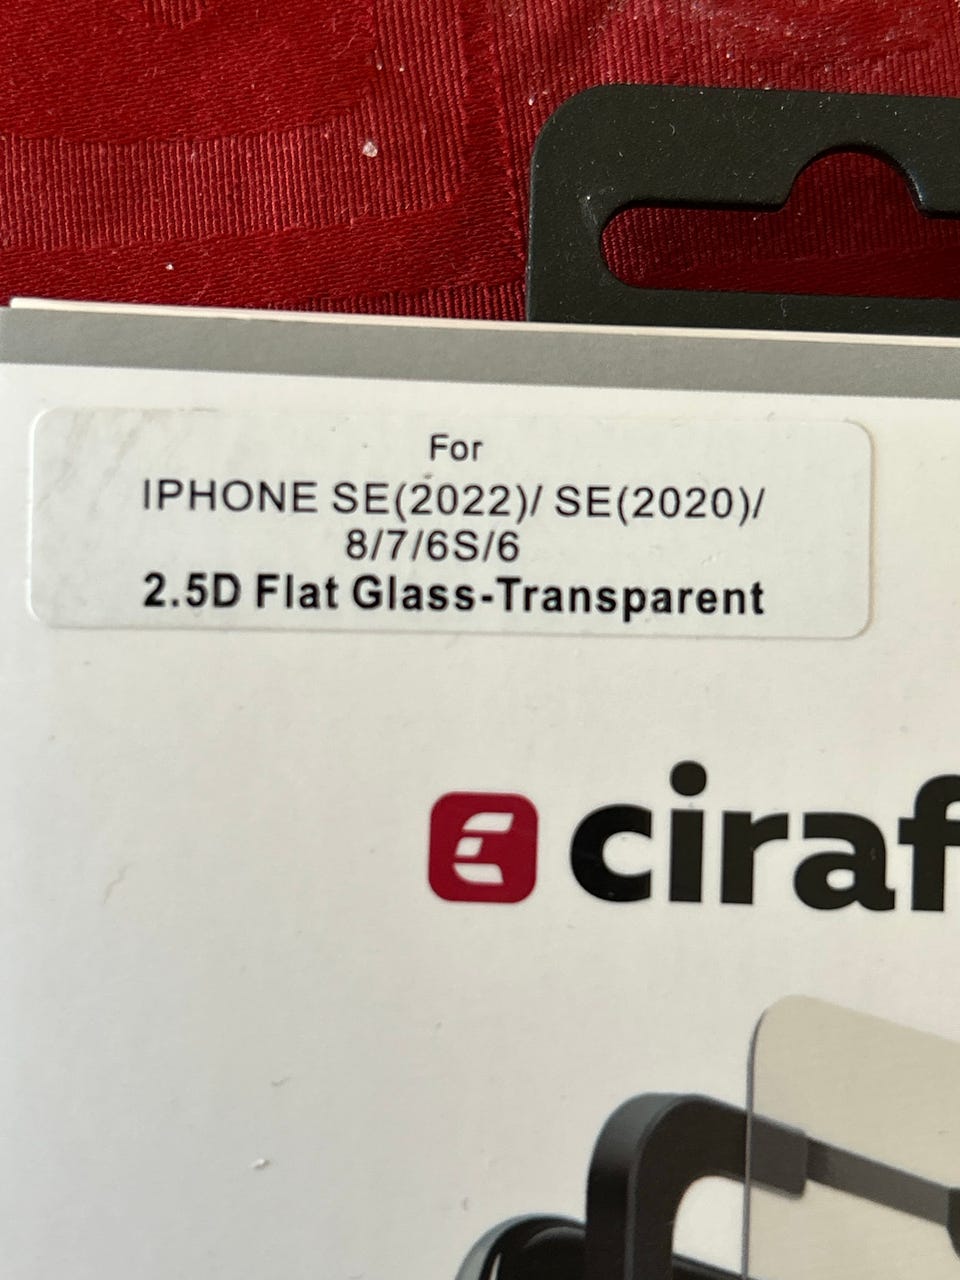 For
IPHONE SE(2022)/ SE(2020)/
8/7/6S/6
2.5D Flat Glass-Transparent
ciraf